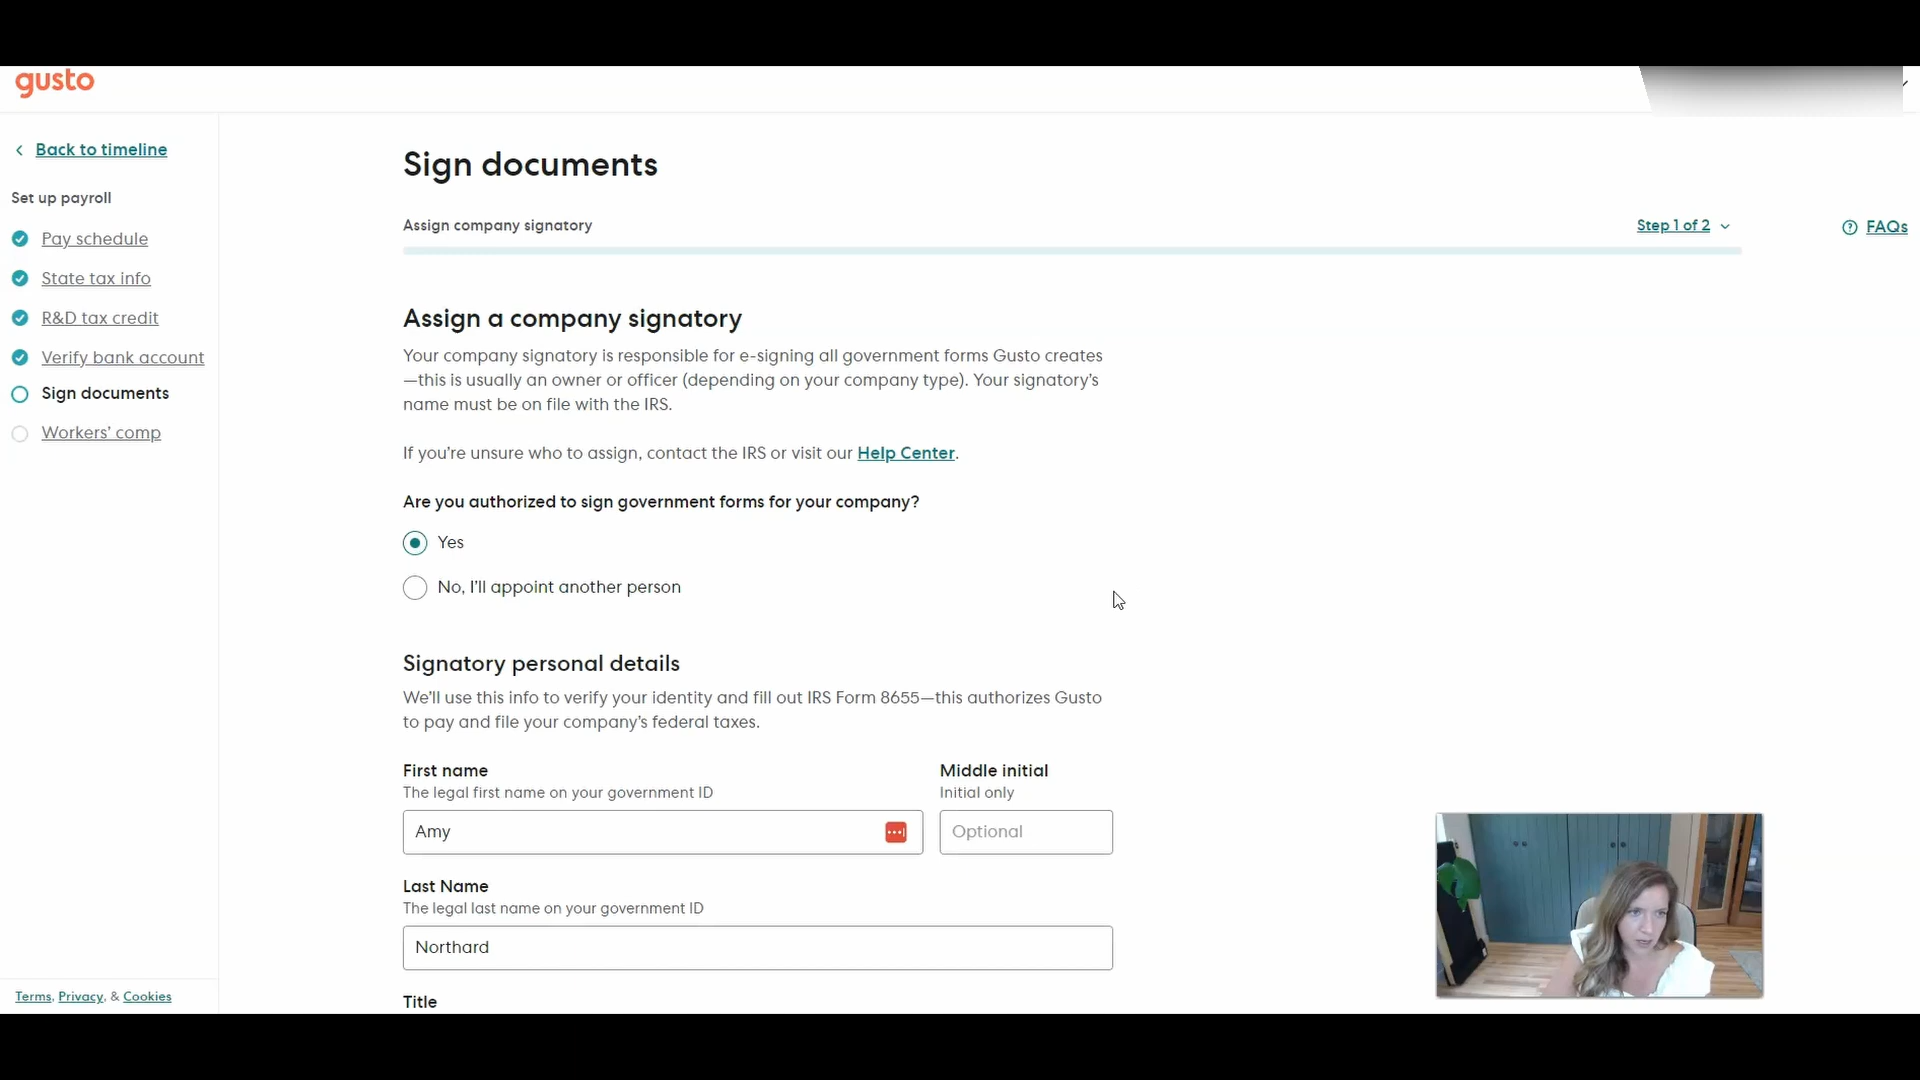 gusto
Back to timeline
Set up payroll
Pay schedule
State tax info
R&D tax credit
Verify bank account
Sign documents
Workers’ comp
Terms, Privacy, & Cookies
Sign documents
Assign company signatory
Step 1 of 2
FAQs
Assign a company signatory
Your company signatory is responsible for e-signing all government forms Gusto creates
—this is usually an owner or officer (depending on your company type). Your signatory’s
name must be on file with the IRS.
If you’re unsure who to assign, contact the IRS or visit our Help Center.
Are you authorized to sign government forms for your company?
Yes
No, I’ll appoint another person
Signatory personal details
We’ll use this info to verify your identity and fill out IRS Form 8655—this authorizes Gusto
to pay and file your company’s federal taxes.
First name
The legal first name on your government ID
Amy
Middle initial
Initial only
Optional
Last Name
The legal last name on your government ID
Northard
Title